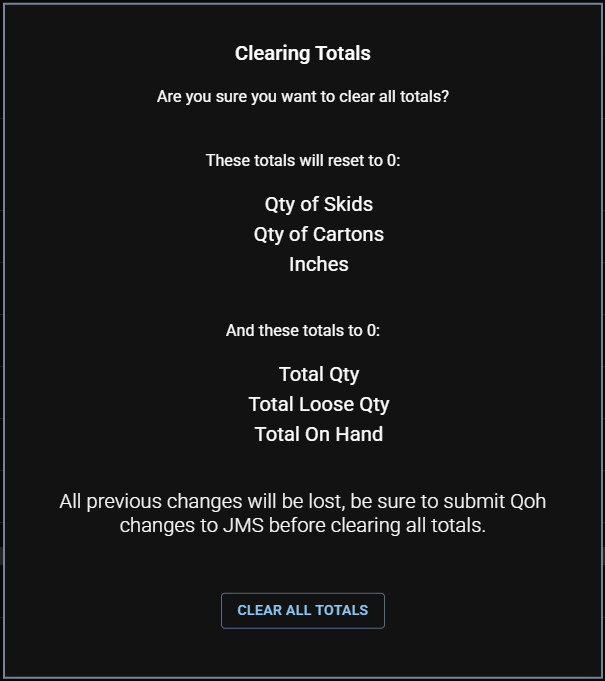 Clearing Totals
Are you sure you want to clear all totals?
These totals will reset to 0:
Qty of Skids
Qty of Cartons
Inches
And these totals to 0:
Total Qty
Total Loose Qty
Total On Hand
All previous changes will be lost, be sure to submit Qoh
changes to JMS before clearing all totals.
CLEAR ALL TOTALS